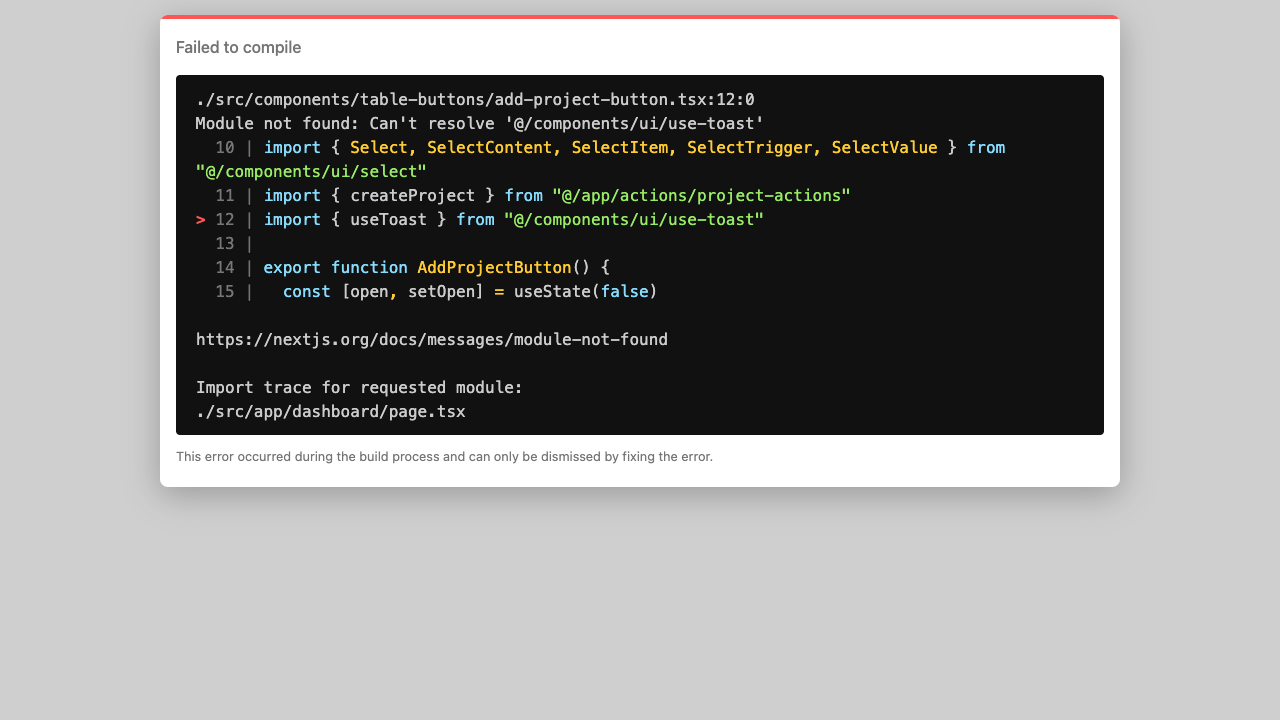 Failed to compile
./src/components/table-buttons/add-project-button.tsx:12:0
Module not found: Can't resolve '@/components/ui/use-toast'
  10 | import { Select, SelectContent, SelectItem, SelectTrigger, SelectValue } from
"@/components/ui/select"
  11 | import { createProject } from "@/app/actions/project-actions"
> 12 | import { useToast } from "@/components/ui/use-toast"
  13 |
  14 | export function AddProjectButton() {
  15 |   const [open, setOpen] = useState(false)
https://nextjs.org/docs/messages/module-not-found
Import trace for requested module:
./src/app/dashboard/page.tsx
This error occurred during the build process and can only be dismissed by fixing the error.